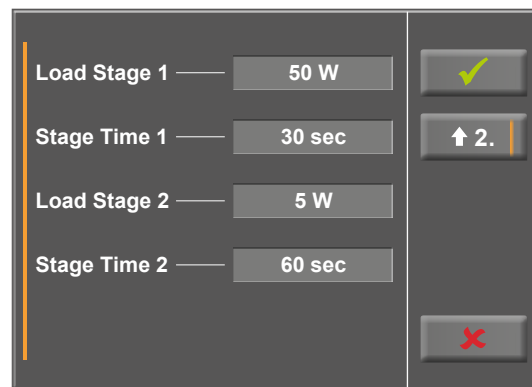 Load Stage 1 50 W
Stage Time 1 30 sec
2.
Load Stage 2 5 W
Stage Time 2 60 sec